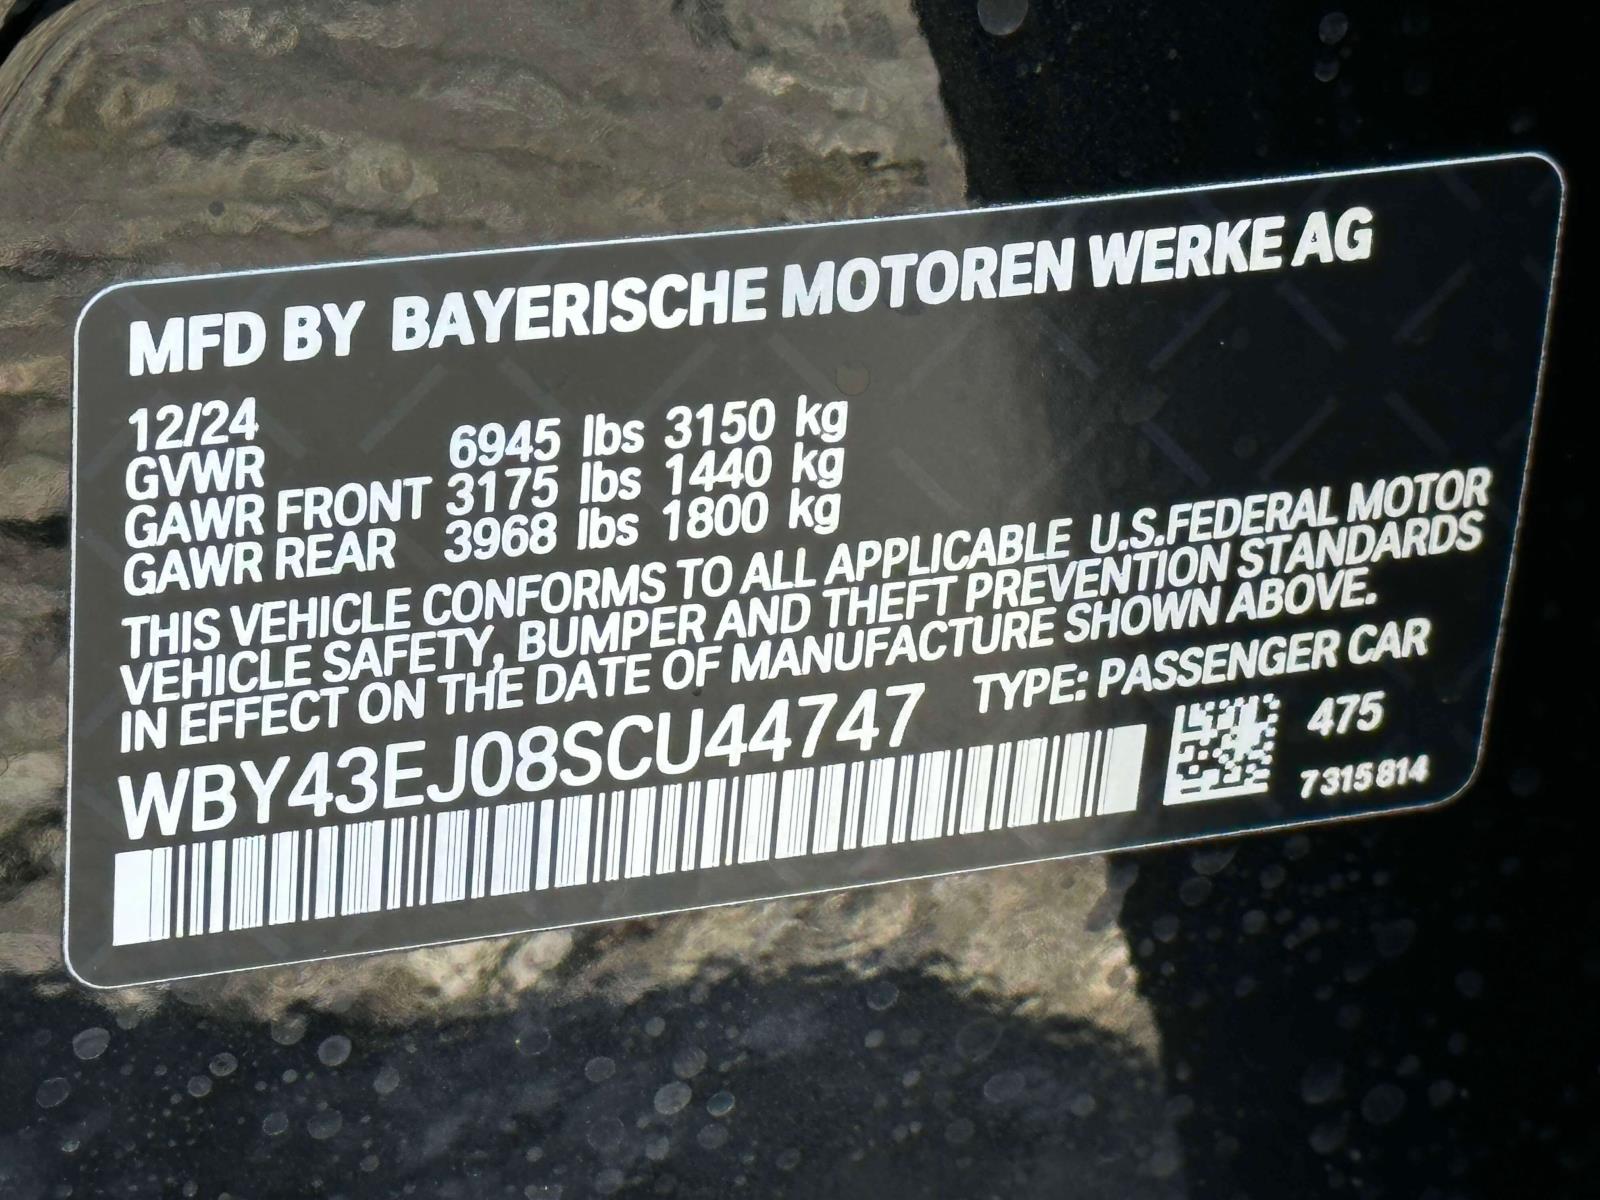 MFD BY BAYERISCHE MOTOREN WERKE AG
12/24
GVWR 6945 lbs 3150 kg
GAWR FRONT 3175 lbs 1440 kg
GAWR REAR 3968 lbs 1800 kg
THIS VEHICLE CONFORMS TO ALL APPLICABLE U.S.FEDERAL MOTOR
VEHICLE SAFETY, BUMPER AND THEFT PREVENTION STANDARDS
IN EFFECT ON THE DATE OF MANUFACTURE SHOWN ABOVE.
WBY43EJ08SCU44747 TYPE: PASSENGER CAR
475
7315814